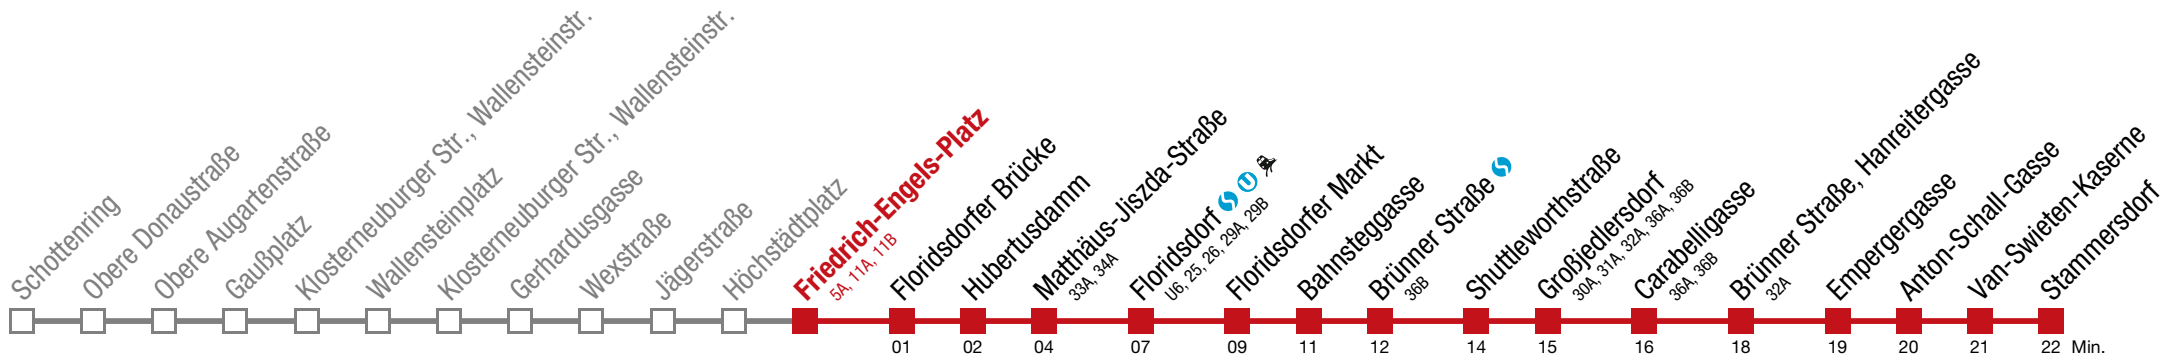 Schottenring
Obere Donaustraße
Obere Augartenstraße
Gaußplatz
Klosterneuburger Str., Wallensteinstr.
Wallensteinplatz
Klosterneuburger Str., Wallensteinstr.
Gerhardusgasse
Wexstraße
Jägerstraße
Höchstädtplatz
Friedrich-Engels-Platz
5A, 11A, 11B
Floridsdorfer Brücke
Hubertusdamm
Matthäus-Jiszda-Straße
33A, 34A
Floridsdorf
U
U6, 25, 26, 29A, 29B
Floridsdorfer Markt
Bahnsteggasse
Brünner Straße
36B
Shuttleworthstraße
Großjedlersdorf
30A, 31A, 32A, 36A, 36B
Carabelligasse
36A, 36B
Brünner Straße, Hanreitergasse
32A
Empergergasse
Anton-Schall-Gasse
Van-Swieten-Kaserne
Stammersdorf
01 02 04 07 09 11 12 14 15 16 18 19 20 21 22 Min.